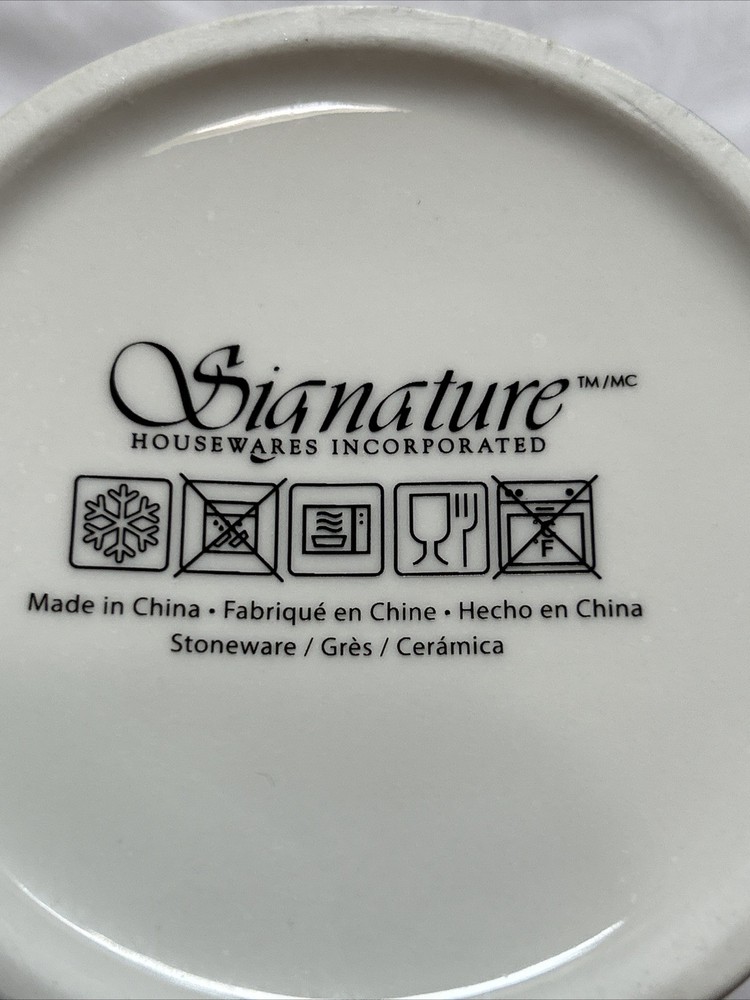 Signature TM/MC
HOUSEWARES INCORPORATED
°C
°F
Made in China • Fabriqué en Chine • Hecho en China
Stoneware / Grès / Cerámica